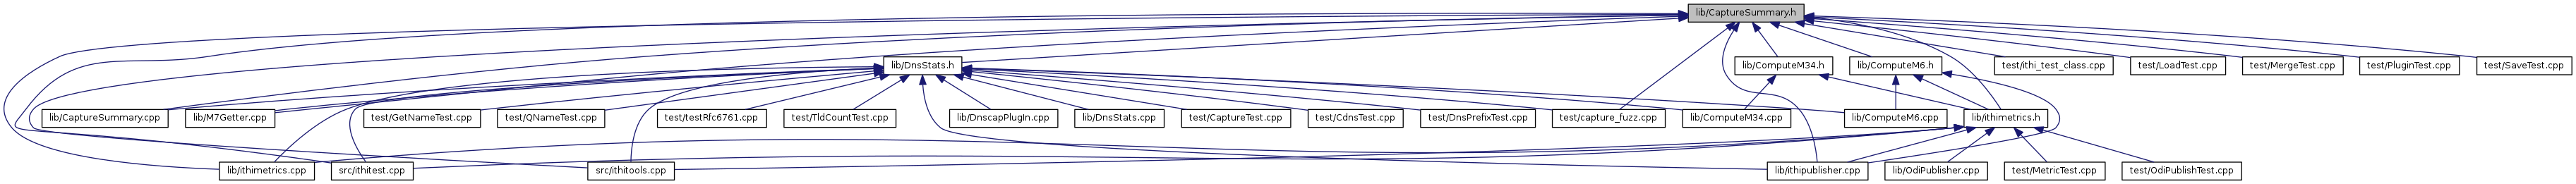 lib/CaptureSummary.h
lib/DnsStats.h
lib/ComputeM34.h
lib/ComputeM6.h
test/ithi_test_class.cpp
test/LoadTest.cpp
test/MergeTest.cpp
test/PluginTest.cpp
test/SaveTest.cpp
lib/CaptureSummary.cpp
lib/M7Getter.cpp
test/GetNameTest.cpp
test/QNameTest.cpp
test/testRfc6761.cpp
test/TldCountTest.cpp
lib/DnscapPlugIn.cpp
lib/DnsStats.cpp
test/CaptureTest.cpp
test/CdnsTest.cpp
test/DnsPrefixTest.cpp
test/capture_fuzz.cpp
lib/ComputeM34.cpp
lib/ComputeM6.cpp
lib/ithimetrics.h
lib/ithimetrics.cpp
src/ithitest.cpp
src/ithitools.cpp
lib/ithipublisher.cpp
lib/OdiPublisher.cpp
test/MetricTest.cpp
test/OdiPublishTest.cpp